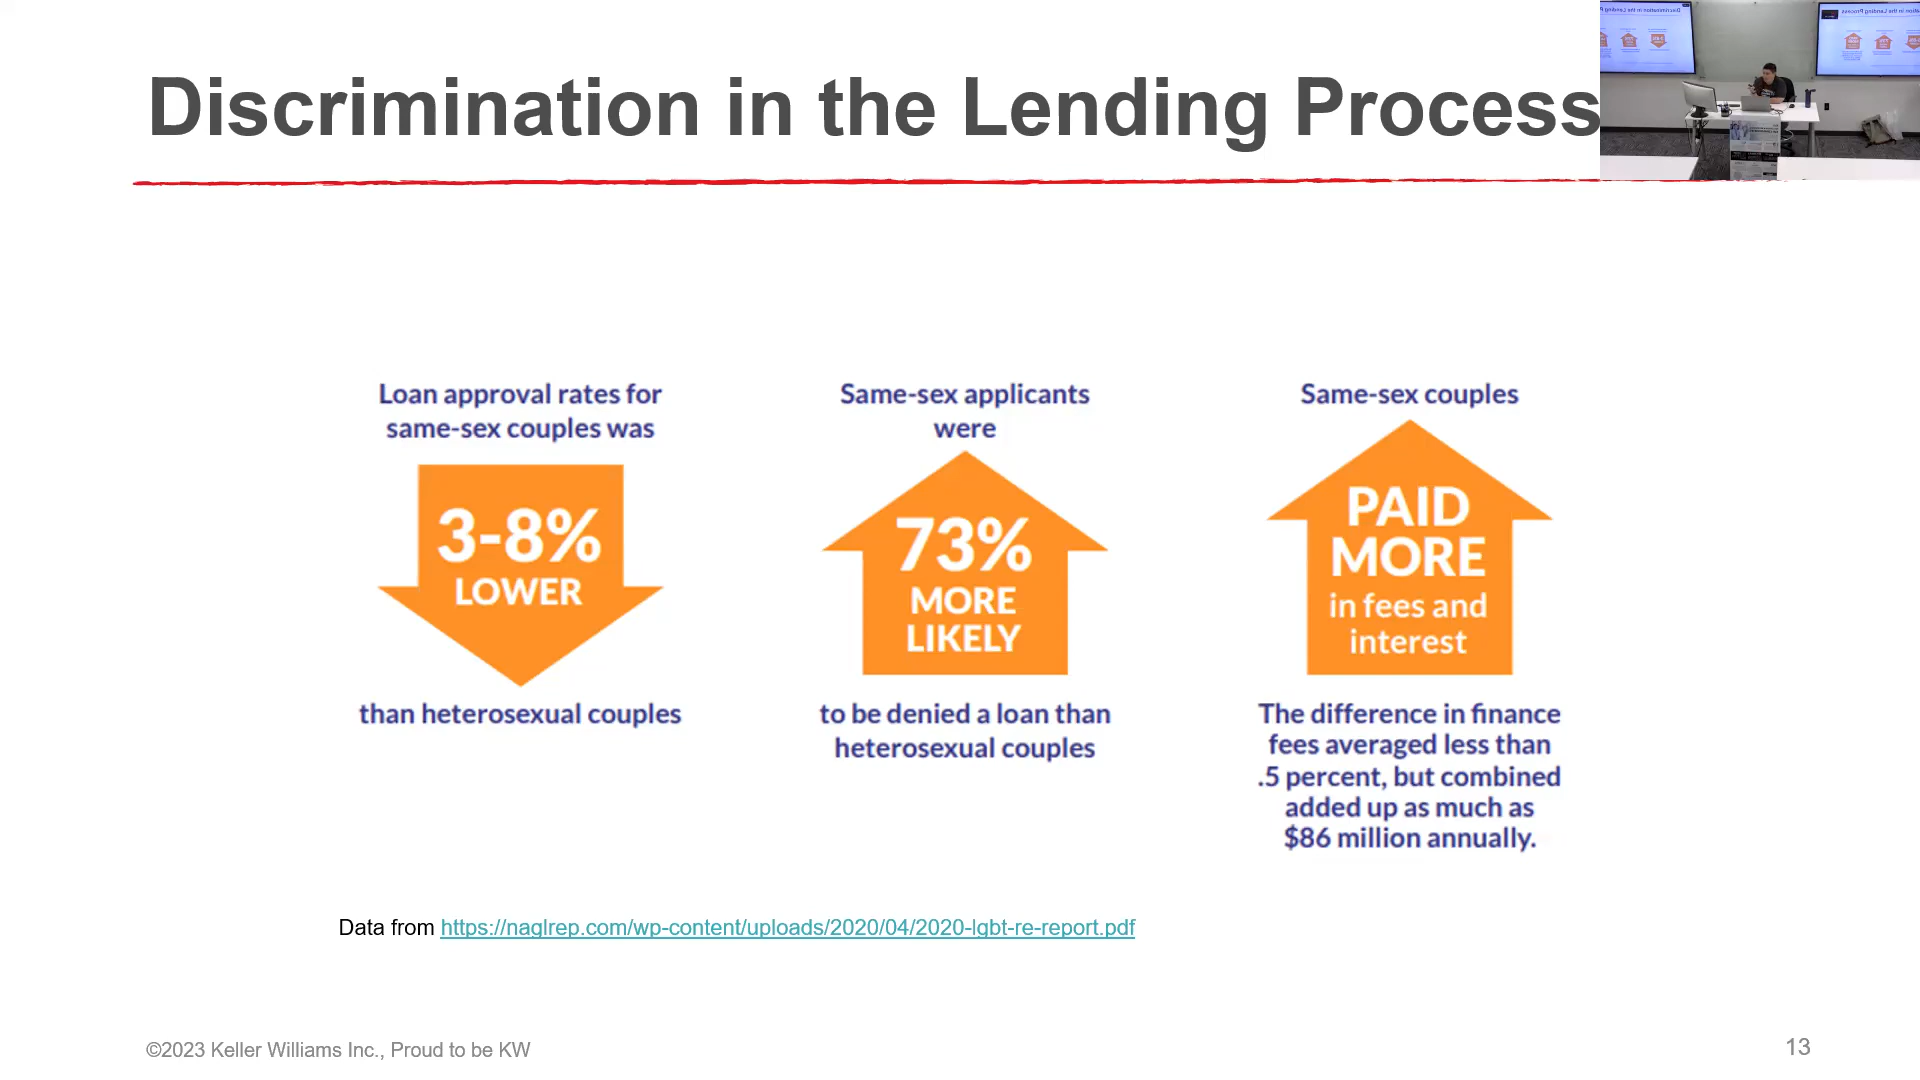 Discrimination in the Lending Process
Loan approval rates for
same-sex couples was
3-8%
LOWER
than heterosexual couples
Same-sex applicants
were
73%
MORE
LIKELY
to be denied a loan than
heterosexual couples
Same-sex couples
PAID
MORE
in fees and
interest
The difference in finance
fees averaged less than
.5 percent, but combined
added up as much as
$86 million annually.
Data from https://naglrep.com/wp-content/uploads/2020/04/2020-lgbt-re-report.pdf
©2023 Keller Williams Inc., Proud to be KW
13